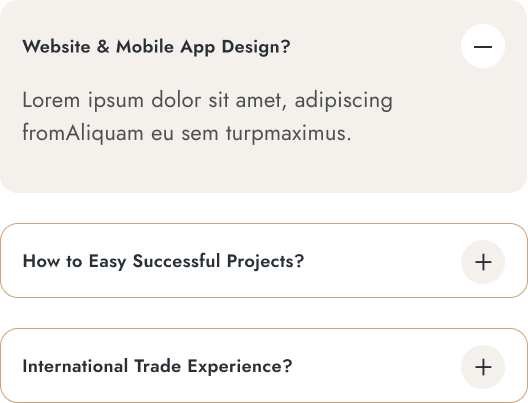 Website & Mobile App Design?
Lorem ipsum dolor sit amet, adipiscing
fromAliquam eu sem turpmaximus.
How to Easy Successful Projects?
International Trade Experience?